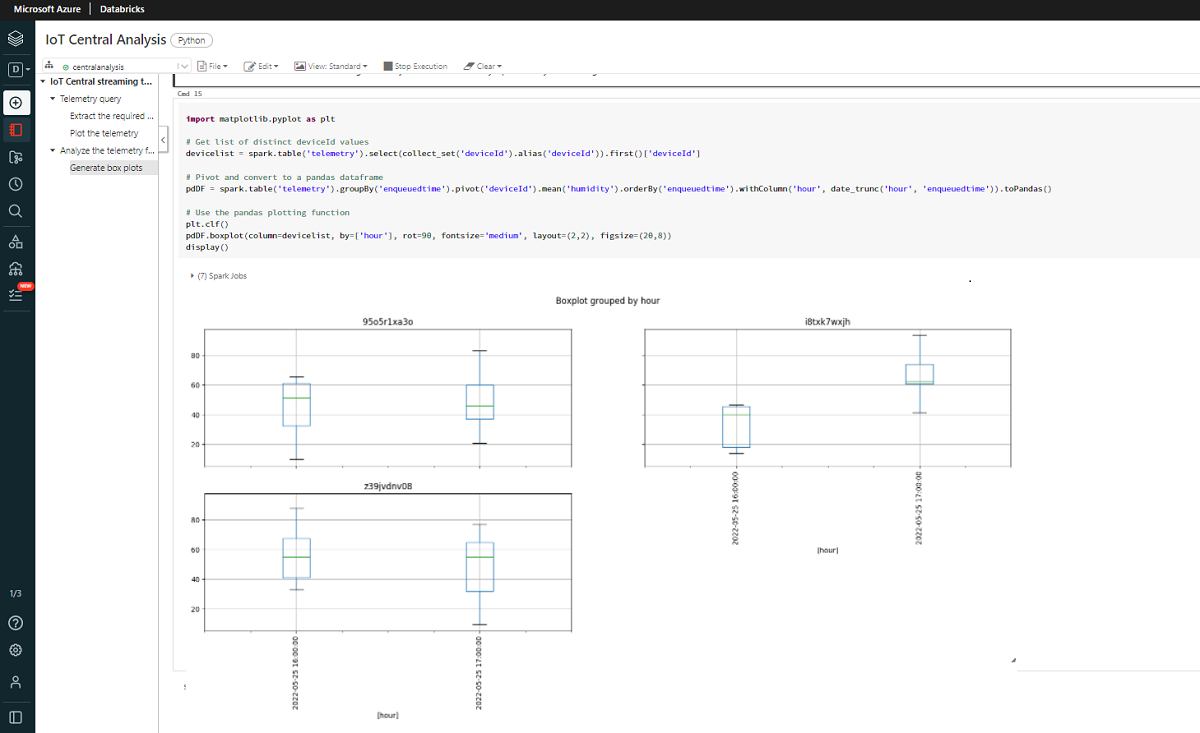 Microsoft Azure | Databricks
IoT Central Analysis Python
D
centralanalysis File Edit View: Standard Stop Execution Clear
IoT Central streaming t...
Telemetry query
Extract the required ...
Plot the telemetry
Analyze the telemetry f...
Generate box plots
NEW
1/3
Cmd 15
import matplotlib.pyplot as plt
# Get list of distinct deviceId values
devicelist = spark.table('telemetry').select(collect_set('deviceId').alias('deviceId')).first()['deviceId']
# Pivot and convert to a pandas dataframe
pdDF = spark.table('telemetry').groupBy('enqueuedtime').pivot('deviceId').mean('humidity').orderBy('enqueuedtime').withColumn('hour', date_trunc('hour', 'enqueuedtime')).toPandas()
# Use the pandas plotting function
plt.clf()
pdDF.boxplot(column=devicelist, by=['hour'], rot=90, fontsize='medium', layout=(2,2), figsize=(20,8))
display()
(7) Spark Jobs
Boxplot grouped by hour
95o5r1xa3o
80
60
40
20
i8txk7wxjh
2022-05-25 16:00:00
2022-05-25 17:00:00
[hour]
z39jvdnv08
80
60
40
20
2022-05-25 16:00:00
2022-05-25 17:00:00
[hour]